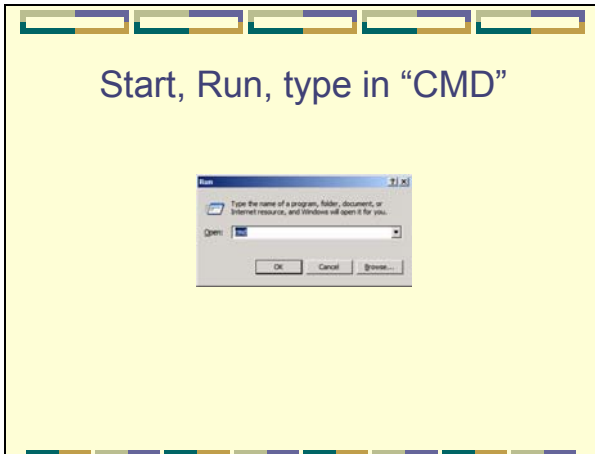 Start, Run, type in “CMD”
Run
Type the name of a program, folder, document, or
Internet resource, and Windows will open it for you.
Open: cmd
OK Cancel Browse...